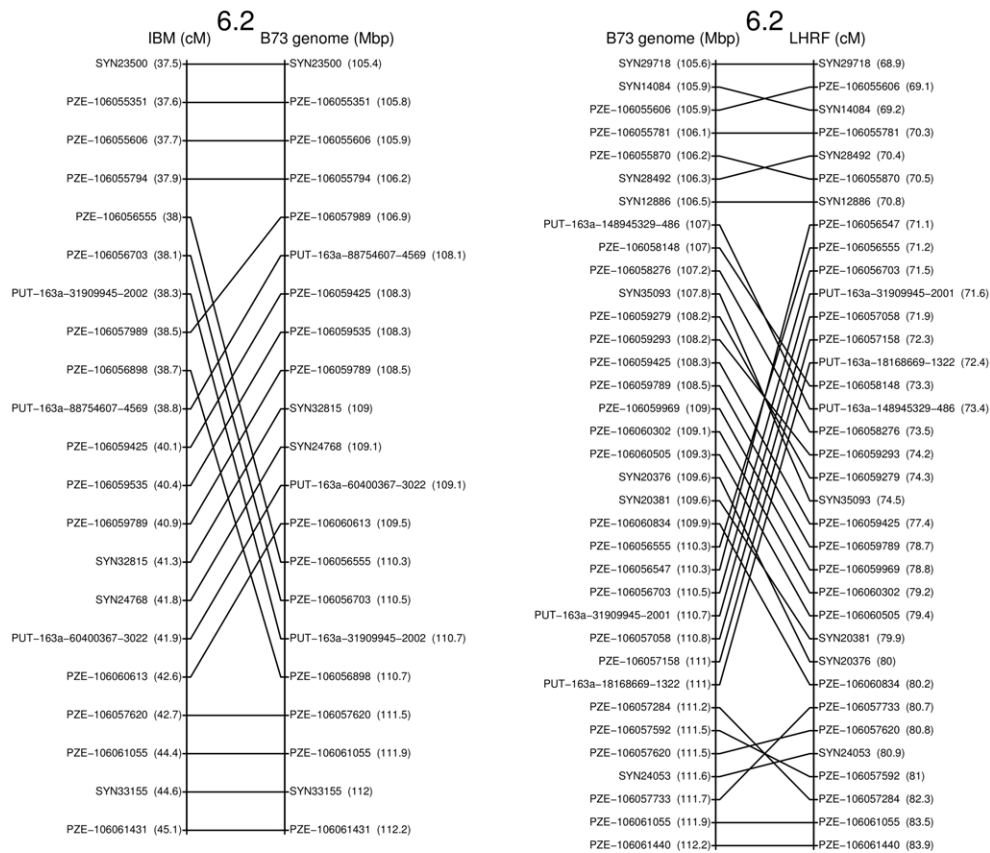 6.2
IBM (cM) B73 genome (Mbp)
SYN23500 (37.5) SYN23500 (105.4)
PZE−106055351 (37.6) PZE−106055351 (105.8)
PZE−106055606 (37.7) PZE−106055606 (105.9)
PZE−106055794 (37.9) PZE−106055794 (106.2)
PZE−106056555 (38) PZE−106057989 (106.9)
PZE−106056703 (38.1) PUT−163a−88754607−4569 (108.1)
PUT−163a−31909945−2002 (38.3) PZE−106059425 (108.3)
PZE−106057989 (38.5) PZE−106059535 (108.3)
PZE−106056898 (38.7) PZE−106059789 (108.5)
PUT−163a−88754607−4569 (38.8) SYN32815 (109)
PZE−106059425 (40.1) SYN24768 (109.1)
PZE−106059535 (40.4) PUT−163a−60400367−3022 (109.1)
PZE−106059789 (40.9) PZE−106060613 (109.5)
SYN32815 (41.3) PZE−106056555 (110.3)
SYN24768 (41.8) PZE−106056703 (110.5)
PUT−163a−60400367−3022 (41.9) PUT−163a−31909945−2002 (110.7)
PZE−106060613 (42.6) PZE−106056898 (110.7)
PZE−106057620 (42.7) PZE−106057620 (111.5)
PZE−106061055 (44.4) PZE−106061055 (111.9)
SYN33155 (44.6) SYN33155 (112)
PZE−106061431 (45.1) PZE−106061431 (112.2)
6.2
B73 genome (Mbp) LHRF (cM)
SYN29718 (105.6) SYN29718 (68.9)
SYN14084 (105.9) PZE−106055606 (69.1)
PZE−106055606 (105.9) SYN14084 (69.2)
PZE−106055781 (106.1) PZE−106055781 (70.3)
PZE−106055870 (106.2) SYN28492 (70.4)
SYN28492 (106.3) PZE−106055870 (70.5)
SYN12886 (106.5) SYN12886 (70.8)
PUT−163a−148945329−486 (107) PZE−106056547 (71.1)
PZE−106058148 (107) PZE−106056555 (71.2)
PZE−106058276 (107.2) PZE−106056703 (71.5)
SYN35093 (107.8) PUT−163a−31909945−2001 (71.6)
PZE−106059279 (108.2) PZE−106057058 (71.9)
PZE−106059293 (108.2) PZE−106057158 (72.3)
PZE−106059425 (108.3) PUT−163a−18168669−1322 (72.4)
PZE−106059789 (108.5) PZE−106058148 (73.3)
PZE−106059969 (109) PUT−163a−148945329−486 (73.4)
PZE−106060302 (109.1) PZE−106058276 (73.5)
PZE−106060505 (109.3) PZE−106059293 (74.2)
SYN20376 (109.6) PZE−106059279 (74.3)
SYN20381 (109.6) SYN35093 (74.5)
PZE−106060834 (109.9) PZE−106059425 (77.4)
PZE−106056555 (110.3) PZE−106059789 (78.7)
PZE−106056547 (110.3) PZE−106059969 (78.8)
PZE−106056703 (110.5) PZE−106060302 (79.2)
PUT−163a−31909945−2001 (110.7) PZE−106060505 (79.4)
PZE−106057058 (110.8) SYN20381 (79.9)
PZE−106057158 (111) SYN20376 (80)
PUT−163a−18168669−1322 (111) PZE−106060834 (80.2)
PZE−106057284 (111.2) PZE−106057733 (80.7)
PZE−106057592 (111.5) PZE−106057620 (80.8)
PZE−106057620 (111.5) SYN24053 (80.9)
SYN24053 (111.6) PZE−106057592 (81)
PZE−106057733 (111.7) PZE−106057284 (82.3)
PZE−106061055 (111.9) PZE−106061055 (83.5)
PZE−106061440 (112.2) PZE−106061440 (83.9)